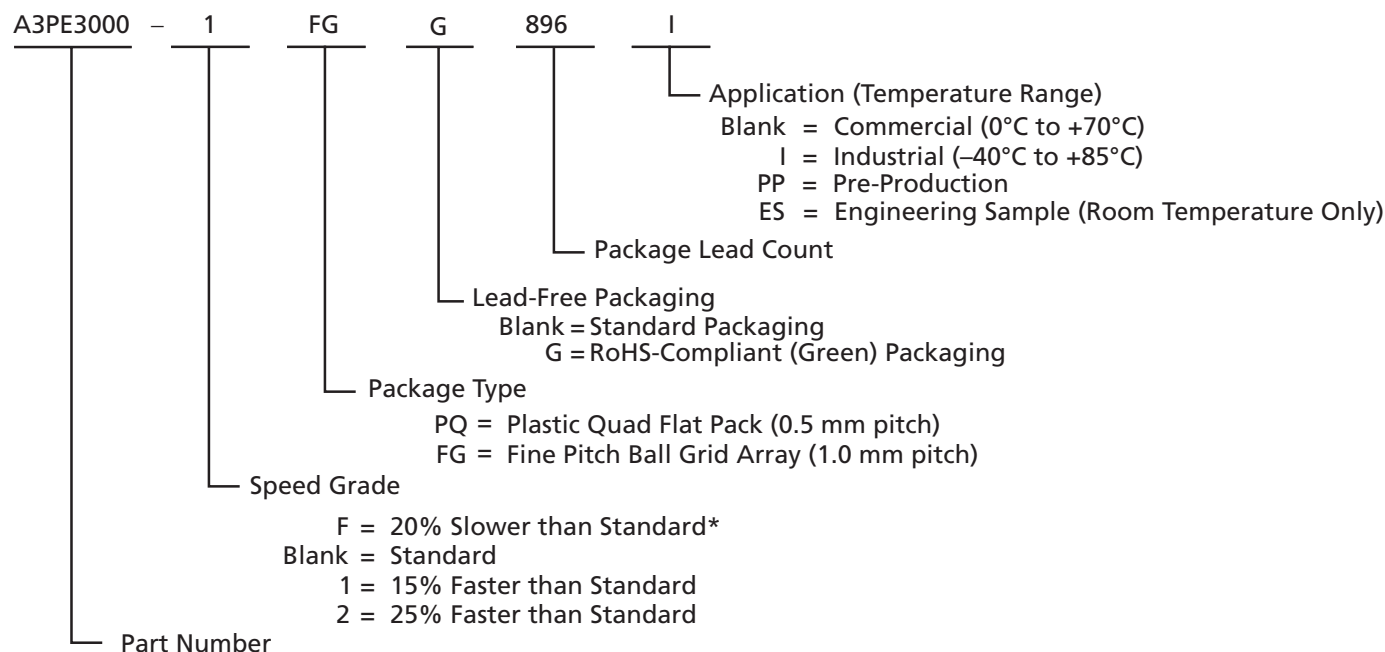 A3PE3000 – 1 FG G 896 I
Application (Temperature Range)
Blank = Commercial (0°C to +70°C)
I = Industrial (–40°C to +85°C)
PP = Pre-Production
ES = Engineering Sample (Room Temperature Only)
Package Lead Count
Lead-Free Packaging
Blank = Standard Packaging
G = RoHS-Compliant (Green) Packaging
Package Type
PQ = Plastic Quad Flat Pack (0.5 mm pitch)
FG = Fine Pitch Ball Grid Array (1.0 mm pitch)
Speed Grade
F = 20% Slower than Standard*
Blank = Standard
1 = 15% Faster than Standard
2 = 25% Faster than Standard
Part Number